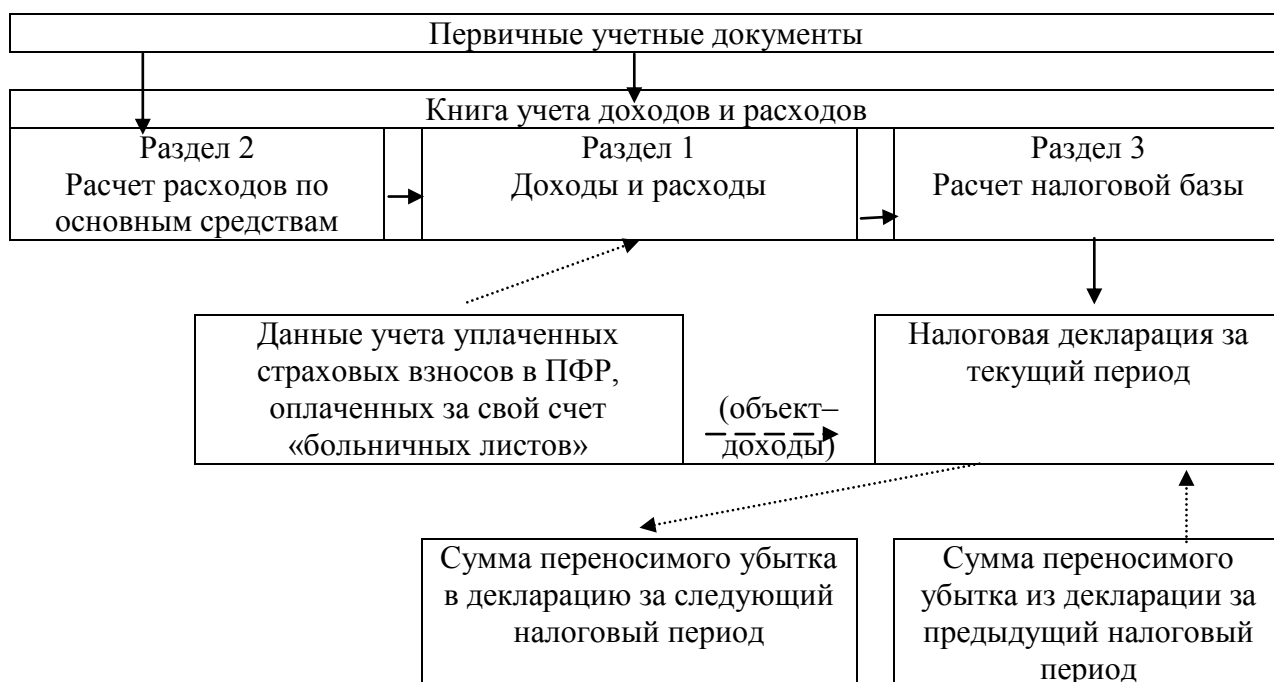 Первичные учетные документы
Книга учета доходов и расходов
Раздел 2
Расчет расходов по
основным средствам
Раздел 1
Доходы и расходы
Раздел 3
Расчет налоговой базы
Данные учета уплаченных
страховых взносов в ПФР,
оплаченных за свой счет
«больничных листов»
(объект–
доходы)
Налоговая декларация за
текущий период
Сумма переносимого убытка
в декларацию за следующий
налоговый период
Сумма переносимого
убытка из декларации за
предыдущий налоговый
период